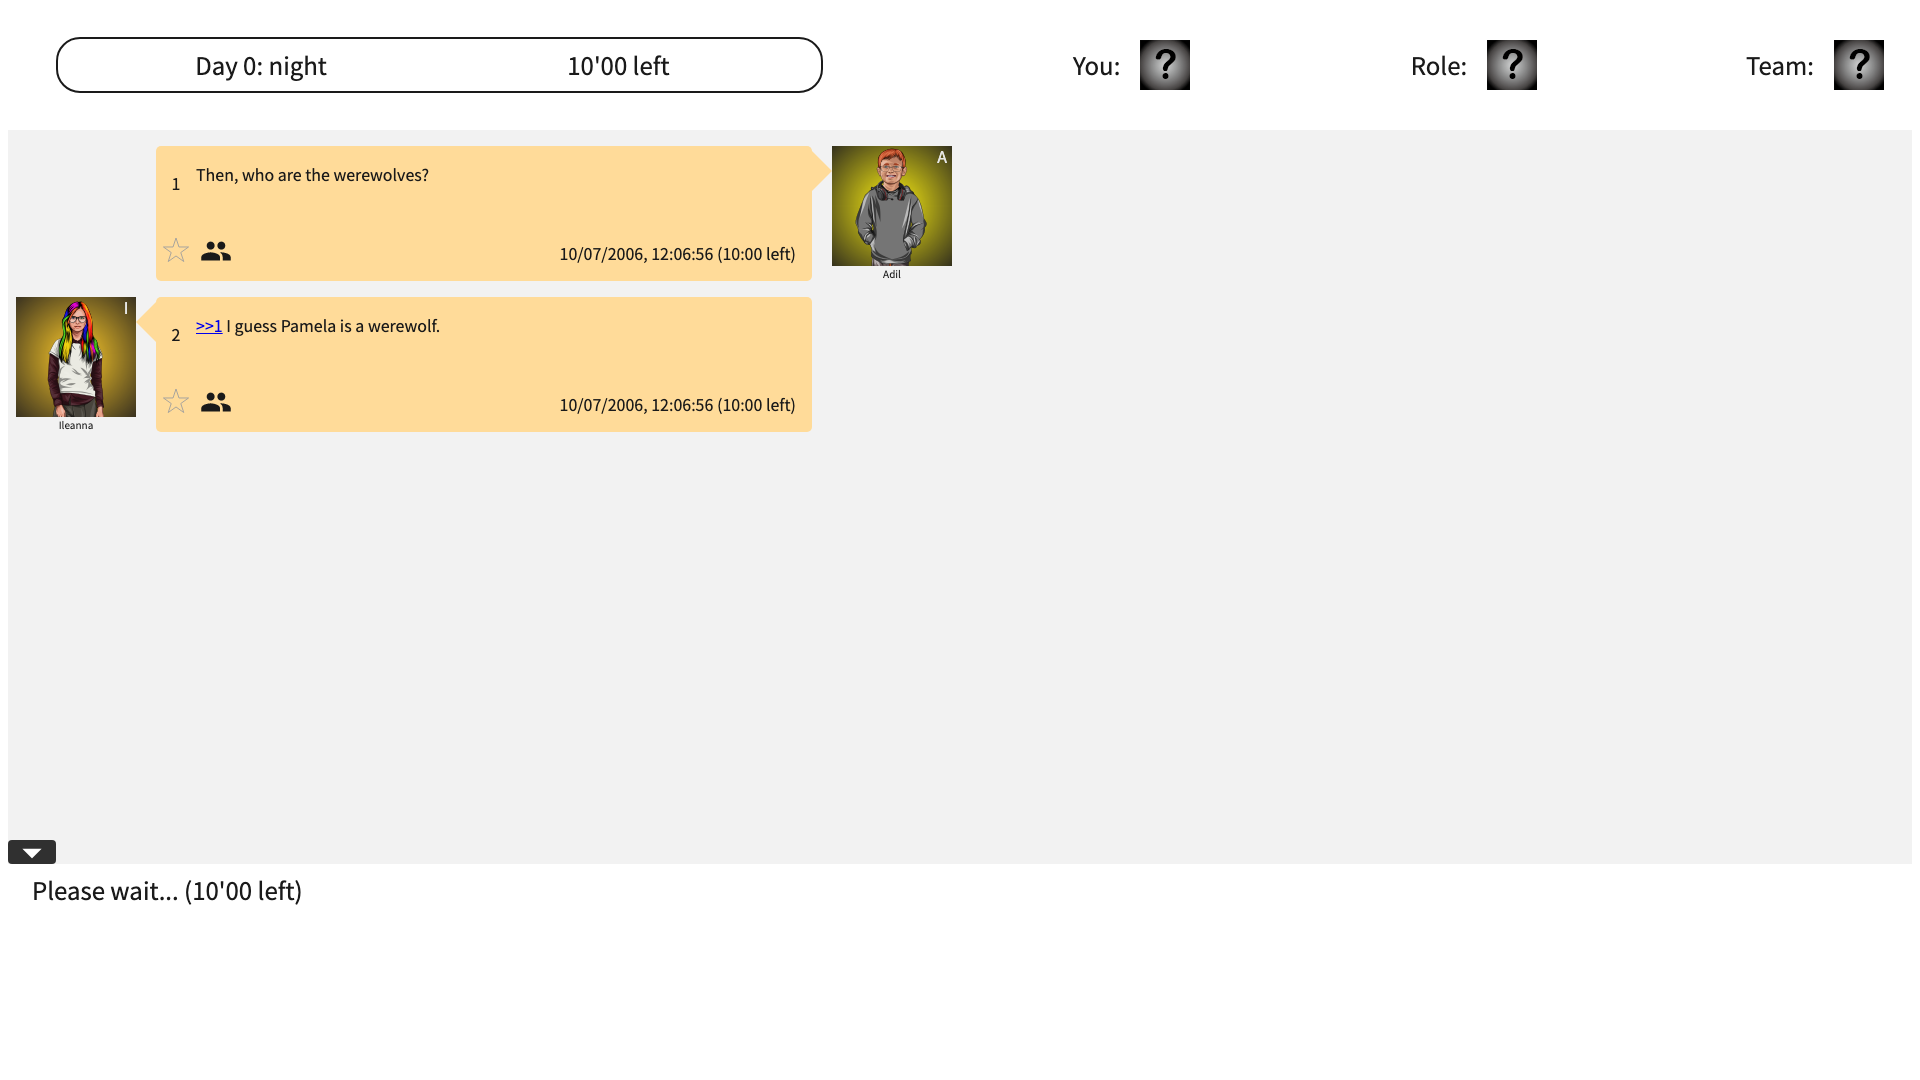 Day 0: night 10'00 left You: ? Role: ? Team: ?
1 Then, who are the werewolves?
A
10/07/2006, 12:06:56 (10:00 left)
Adil
I
2 >>1 I guess Pamela is a werewolf.
10/07/2006, 12:06:56 (10:00 left)
Ileanna
Please wait... (10'00 left)